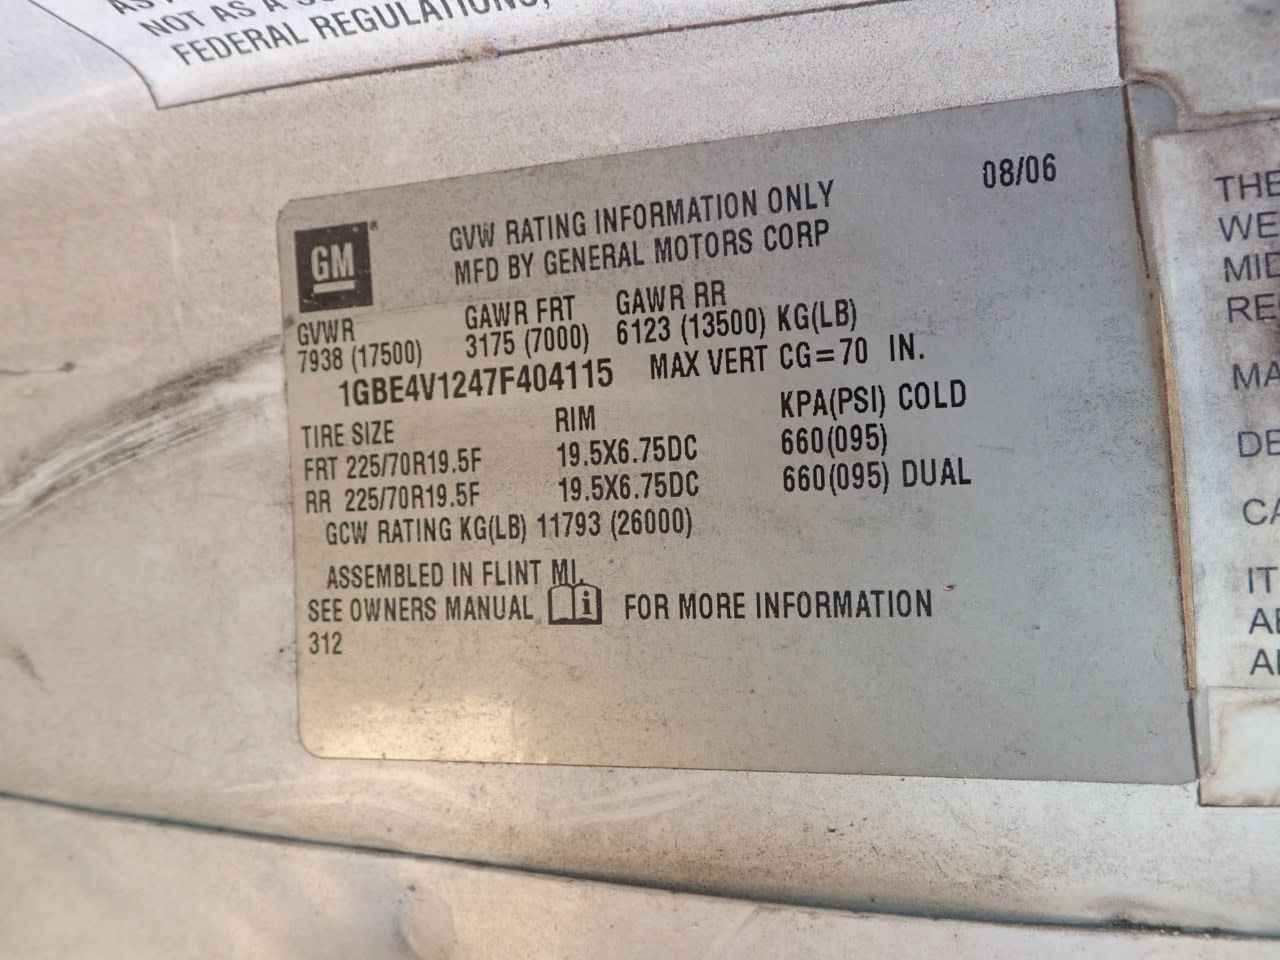 NOT AS A
FEDERAL REGULATIONS,
08/06
GM
GVW RATING INFORMATION ONLY
MFD BY GENERAL MOTORS CORP
GVWR GAWR FRT GAWR RR
7938 (17500) 3175 (7000) 6123 (13500) KG(LB)
1GBE4V1247F404115 MAX VERT CG=70 IN.
TIRE SIZE RIM KPA(PSI) COLD
FRT 225/70R19.5F 19.5X6.75DC 660(095)
RR 225/70R19.5F 19.5X6.75DC 660(095) DUAL
GCW RATING KG(LB) 11793 (26000)
ASSEMBLED IN FLINT MI.
SEE OWNERS MANUAL i FOR MORE INFORMATION
312
THE
WE
MID
RE
MA
DE
CA
IT